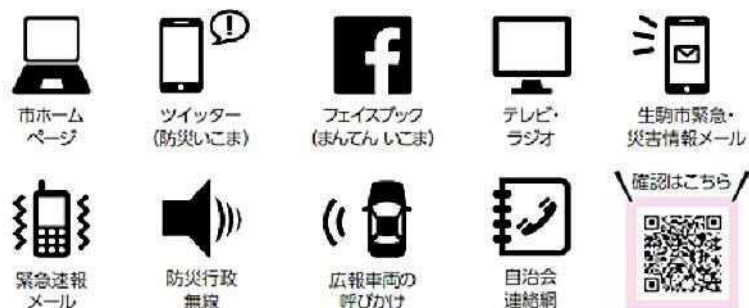 市ホーム
ページ
ツイッター
(防災いこま)
フェイスブック
(まんてん いこま)
テレビ・
ラジオ
生駒市緊急・
災害情報メール
緊急速報
メール
防災行政
無線
広報車両の
呼びかけ
自治会
連絡網
確認はこちら